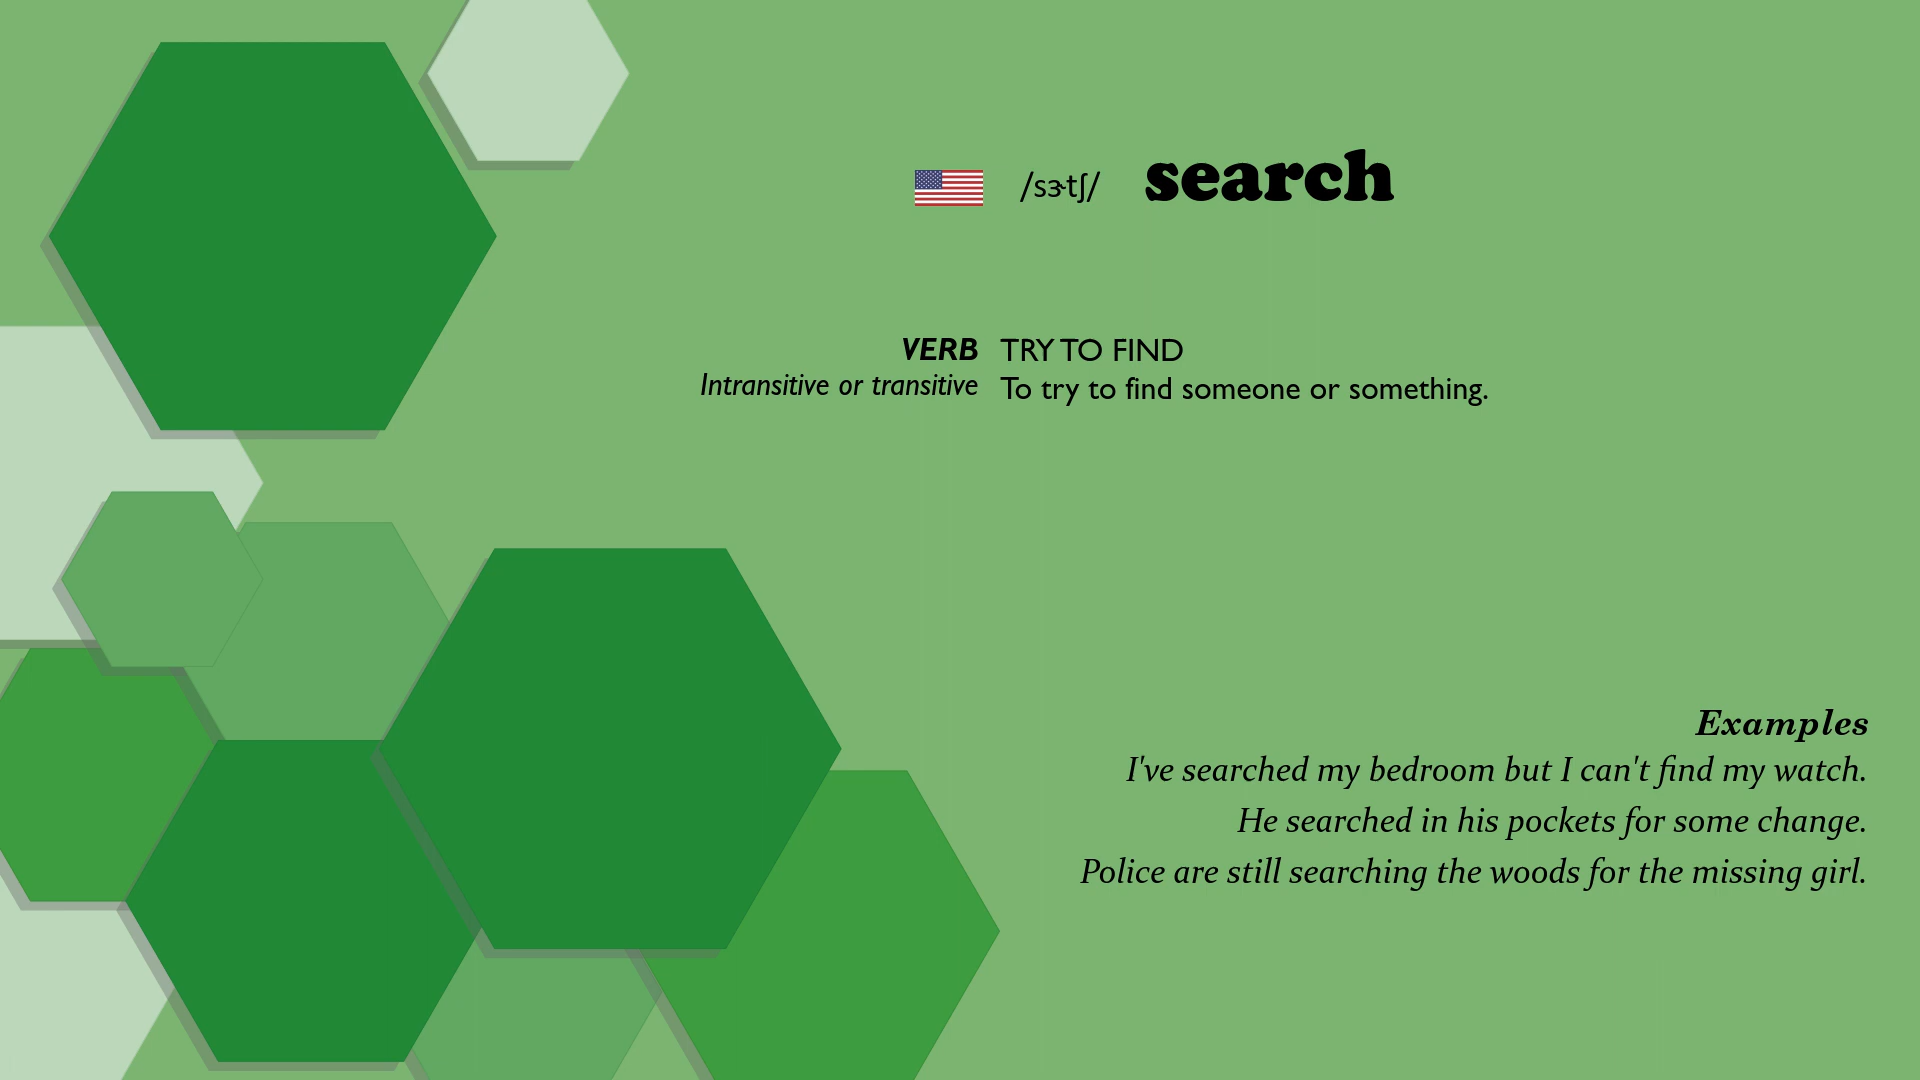 /sɝtʃ/ search
VERB TRY TO FIND
Intransitive or transitive To try to find someone or something.
Examples
I've searched my bedroom but I can't find my watch.
He searched in his pockets for some change.
Police are still searching the woods for the missing girl.